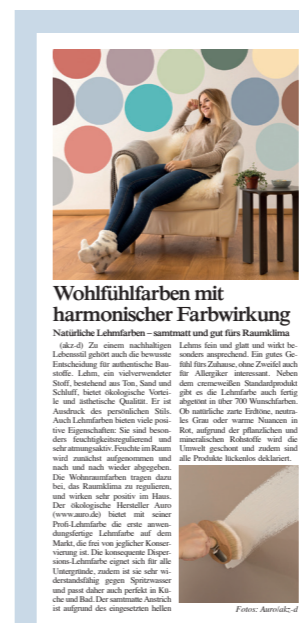 Wohlfühlfarben mit
harmonischer Farbwirkung
Natürliche Lehmfarben – samtmatt und gut fürs Raumklima
(akz-d) Zu einem nachhaltigen
Lebensstil gehört auch die bewusste
Entscheidung für authentische Bau-
stoffe. Lehm, ein vielverwendeter
Stoff, bestehend aus Ton, Sand und
Schluff, bietet ökologische Vortei-
le und ästhetische Qualität. Er ist
Ausdruck des persönlichen Stils.
Auch Lehmfarben bieten viele posi-
tive Eigenschaften: Sie sind beson-
ders feuchtigkeitsregulierend und
sehr atmungsaktiv. Feuchte im Raum
wird zunächst aufgenommen und
nach und nach wieder abgegeben.
Die Wohnraumfarben tragen dazu
bei, das Raumklima zu regulieren,
und wirken sehr positiv im Haus.
Der ökologische Hersteller Auro
(www.auro.de) bietet mit seiner
Profi-Lehmfarbe die erste anwen-
dungsfertige Lehmfarbe auf dem
Markt, die frei von jeglicher Konser-
vierung ist. Die konsequente Disper-
sions-Lehmfarbe eignet sich für alle
Untergründe, zudem ist sie sehr wi-
derstandsfähig gegen Spritzwasser
und passt daher auch perfekt in Kü-
che und Bad. Der samtmatte Anstrich
ist aufgrund des eingesetzten hellen
Lehms fein und glatt und wirkt be-
sonders ansprechend. Ein gutes Ge-
fühl fürs Zuhause, ohne Zweifel auch
für Allergiker interessant. Neben
dem cremeweißen Standardprodukt
gibt es die Lehmfarbe auch fertig
abgetönt in über 700 Wunschfarben.
Ob natürliche zarte Erdtöne, neutra-
les Grau oder warme Nuancen in
Rot, aufgrund der pflanzlichen und
mineralischen Rohstoffe wird die
Umwelt geschont und zudem sind
alle Produkte lückenlos deklariert.
Fotos: Auro/akz-d